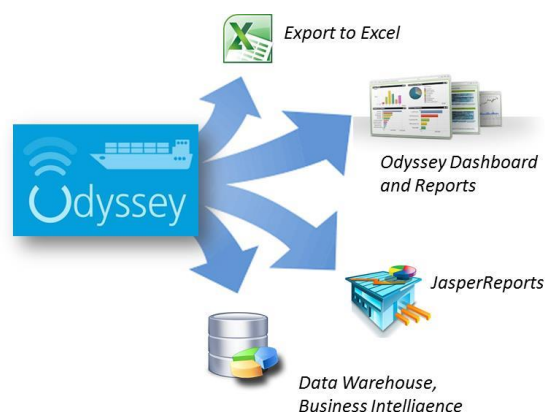 Export to Excel
Odyssey
Odyssey Dashboard
and Reports
JasperReports
Data Warehouse,
Business Intelligence